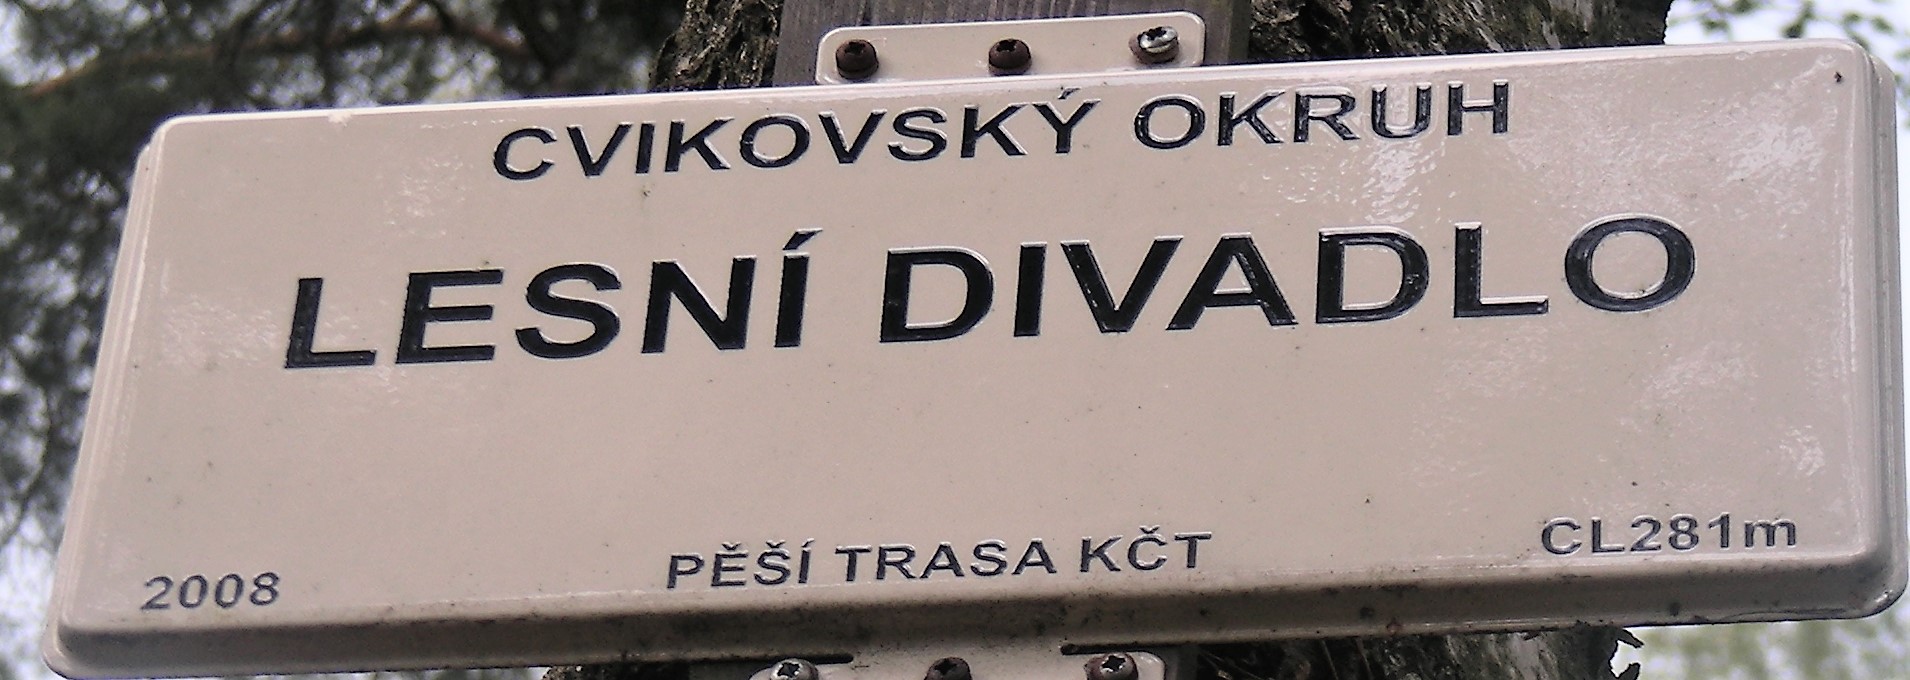 CVIKOVSKÝ OKRUH
LESNÍ DIVADLO
2008 PĚŠÍ TRASA KČT CL281m